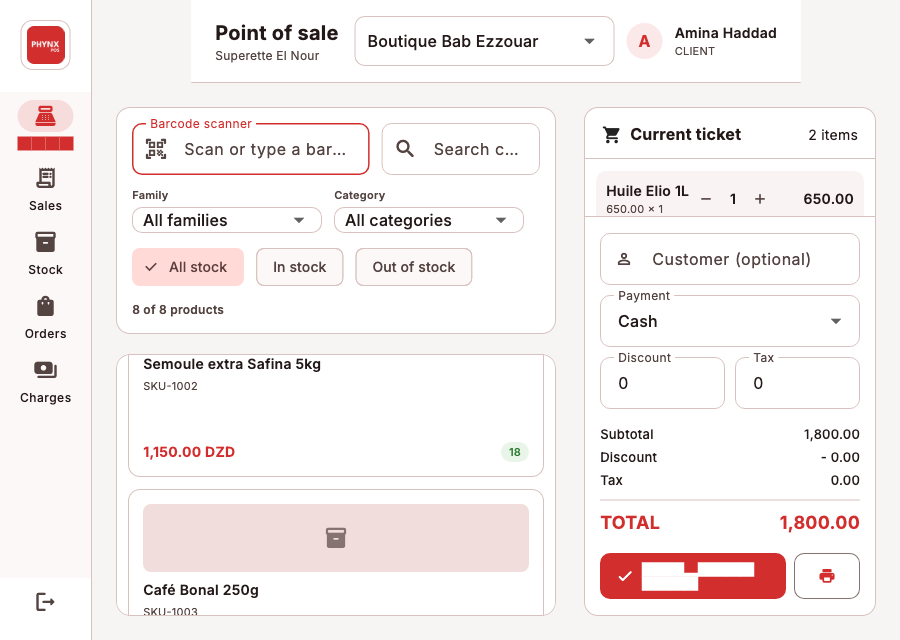 PHYNX
POS
Sales
Stock
Orders
Charges
Point of sale
Superette El Nour
Boutique Bab Ezzouar
A
Amina Haddad
CLIENT
Barcode scanner
Scan or type a bar...
Search c...
Family
Category
All families
All categories
All stock
In stock
Out of stock
8 of 8 products
Semoule extra Safina 5kg
SKU-1002
1,150.00 DZD
18
Café Bonal 250g
SKU-1003
Current ticket
2 items
Huile Elio 1L
650.00 × 1
1
650.00
Customer (optional)
Payment
Cash
Discount
0
Tax
0
Subtotal
1,800.00
Discount
- 0.00
Tax
0.00
TOTAL
1,800.00